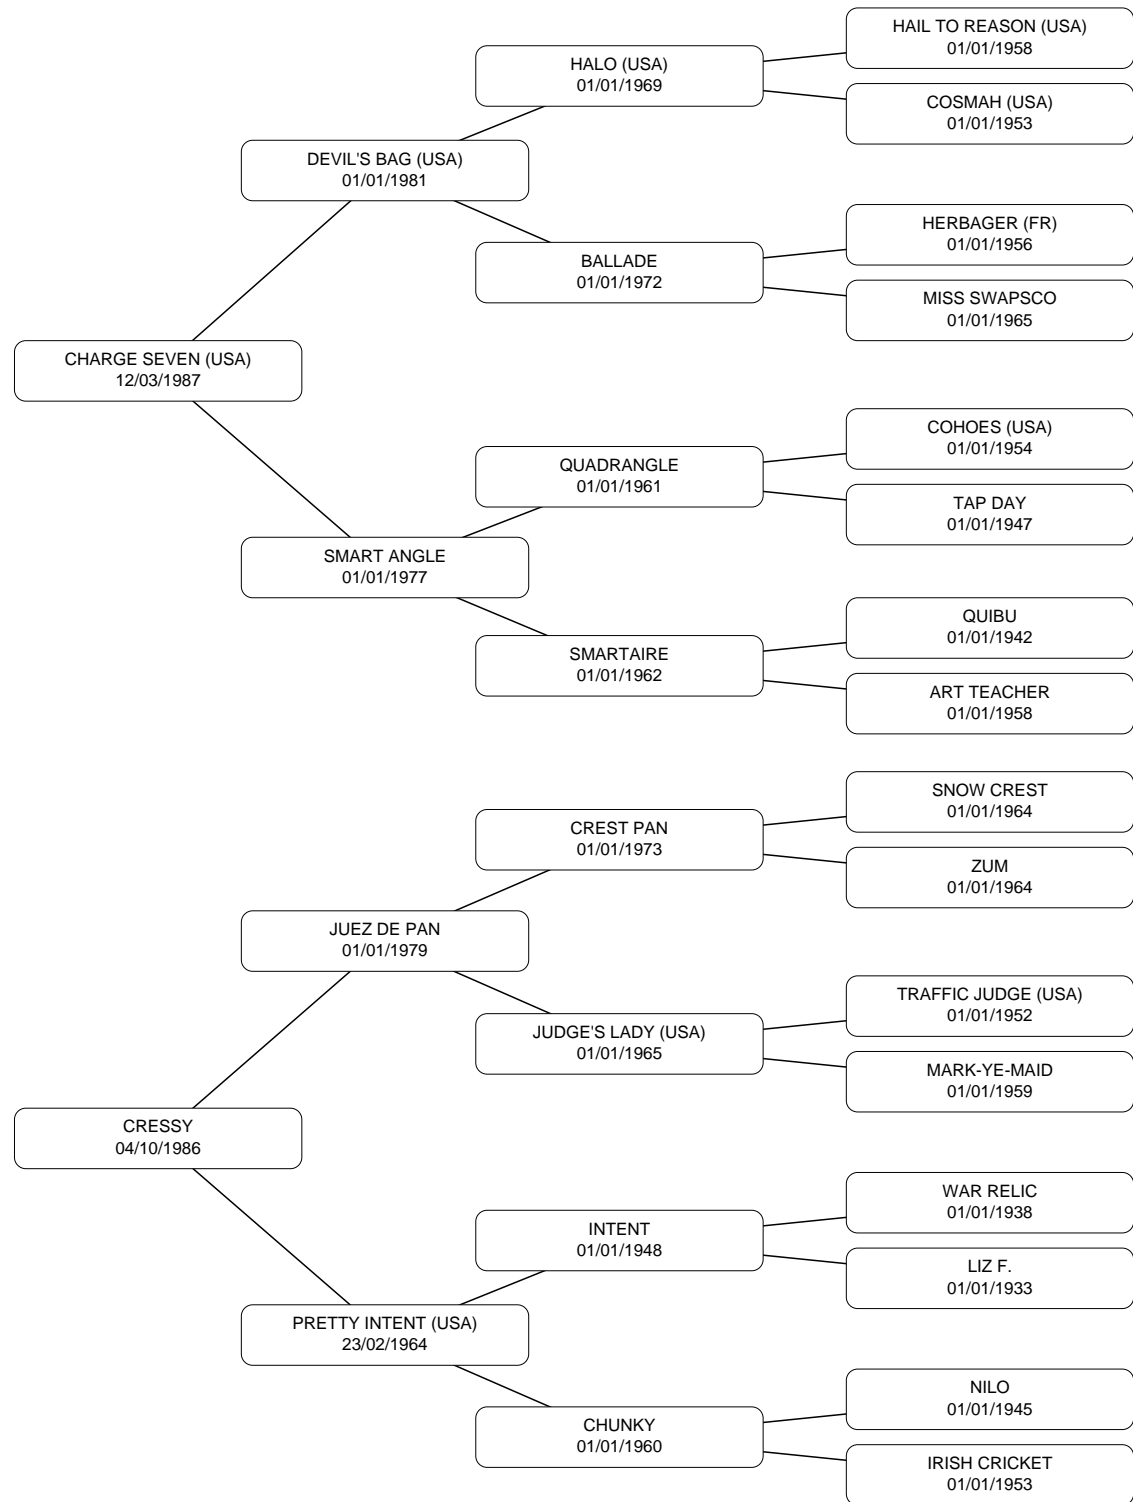 HAIL TO REASON (USA)
01/01/1958
HALO (USA)
01/01/1969
COSMAH (USA)
01/01/1953
DEVIL'S BAG (USA)
01/01/1981
HERBAGER (FR)
01/01/1956
BALLADE
01/01/1972
MISS SWAPSCO
01/01/1965
CHARGE SEVEN (USA)
12/03/1987
COHOES (USA)
01/01/1954
QUADRANGLE
01/01/1961
TAP DAY
01/01/1947
SMART ANGLE
01/01/1977
QUIBU
01/01/1942
SMARTAIRE
01/01/1962
ART TEACHER
01/01/1958
SNOW CREST
01/01/1964
CREST PAN
01/01/1973
ZUM
01/01/1964
JUEZ DE PAN
01/01/1979
TRAFFIC JUDGE (USA)
01/01/1952
JUDGE'S LADY (USA)
01/01/1965
MARK-YE-MAID
01/01/1959
CRESSY
04/10/1986
WAR RELIC
01/01/1938
INTENT
01/01/1948
LIZ F.
01/01/1933
PRETTY INTENT (USA)
23/02/1964
NILO
01/01/1945
CHUNKY
01/01/1960
IRISH CRICKET
01/01/1953